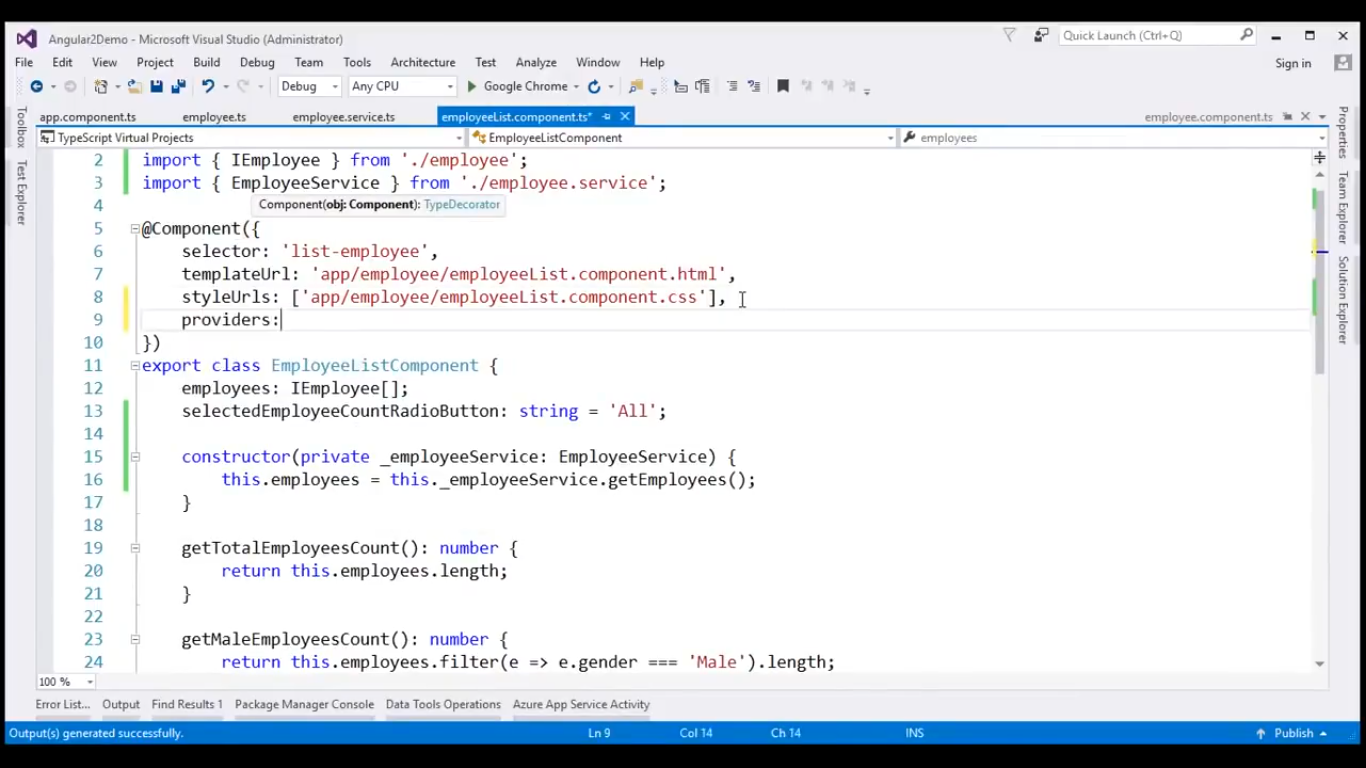 Angular2Demo - Microsoft Visual Studio (Administrator)
Quick Launch (Ctrl+Q)
File Edit View Project Build Debug Team Tools Architecture Test Analyze Window Help
Sign in
Debug Any CPU Google Chrome
app.component.ts employee.ts employee.service.ts employeeList.component.ts* employee.component.ts
TypeScript Virtual Projects EmployeeListComponent employees
Toolbox
Test Explorer
Properties
Team Explorer
Solution Explorer
2 import { IEmployee } from './employee';
3 import { EmployeeService } from './employee.service';
4 Component(obj: Component): TypeDecorator
5 @Component({
6 selector: 'list-employee',
7 templateUrl: 'app/employee/employeeList.component.html',
8 styleUrls: ['app/employee/employeeList.component.css'],
9 providers:
10 })
11 export class EmployeeListComponent {
12 employees: IEmployee[];
13 selectedEmployeeCountRadioButton: string = 'All';
14
15 constructor(private _employeeService: EmployeeService) {
16 this.employees = this._employeeService.getEmployees();
17 }
18
19 getTotalEmployeesCount(): number {
20 return this.employees.length;
21 }
22
23 getMaleEmployeesCount(): number {
24 return this.employees.filter(e => e.gender === 'Male').length;
100 %
Error List... Output Find Results 1 Package Manager Console Data Tools Operations Azure App Service Activity
Output(s) generated successfully. Ln 9 Col 14 Ch 14 INS Publish